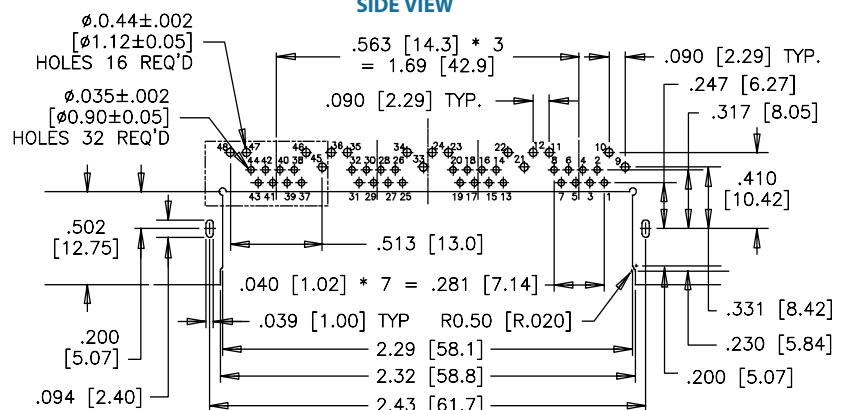 SIDE VIEW
ø.0.44±.002
[ø1.12±0.05]
HOLES 16 REQ'D
.563 [14.3] * 3
= 1.69 [42.9]
.090 [2.29] TYP.
.247 [6.27]
.317 [8.05]
ø.035±.002
[ø0.90±0.05]
HOLES 32 REQ'D
.090 [2.29] TYP.
48 47 46 36 35 34 24 23 22 12 11 10
45 33 21 9
44 42 40 38 32 30 28 26 20 18 16 14 8 6 4 2
43 41 39 37 31 29 27 25 19 17 15 13 7 5 3 1
.410
[10.42]
.502
[12.75]
.513 [13.0]
.040 [1.02] * 7 = .281 [7.14]
.039 [1.00] TYP
R0.50 [R.020]
.331 [8.42]
.200
[5.07]
2.29 [58.1]
.230 [5.84]
2.32 [58.8]
.200 [5.07]
.094 [2.40]
2.43 [61.7]